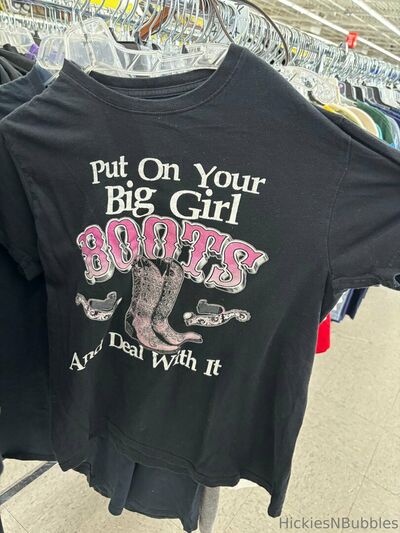 Put On Your
Big Girl
BOOTS
And Deal With It
HickiesNBubbles